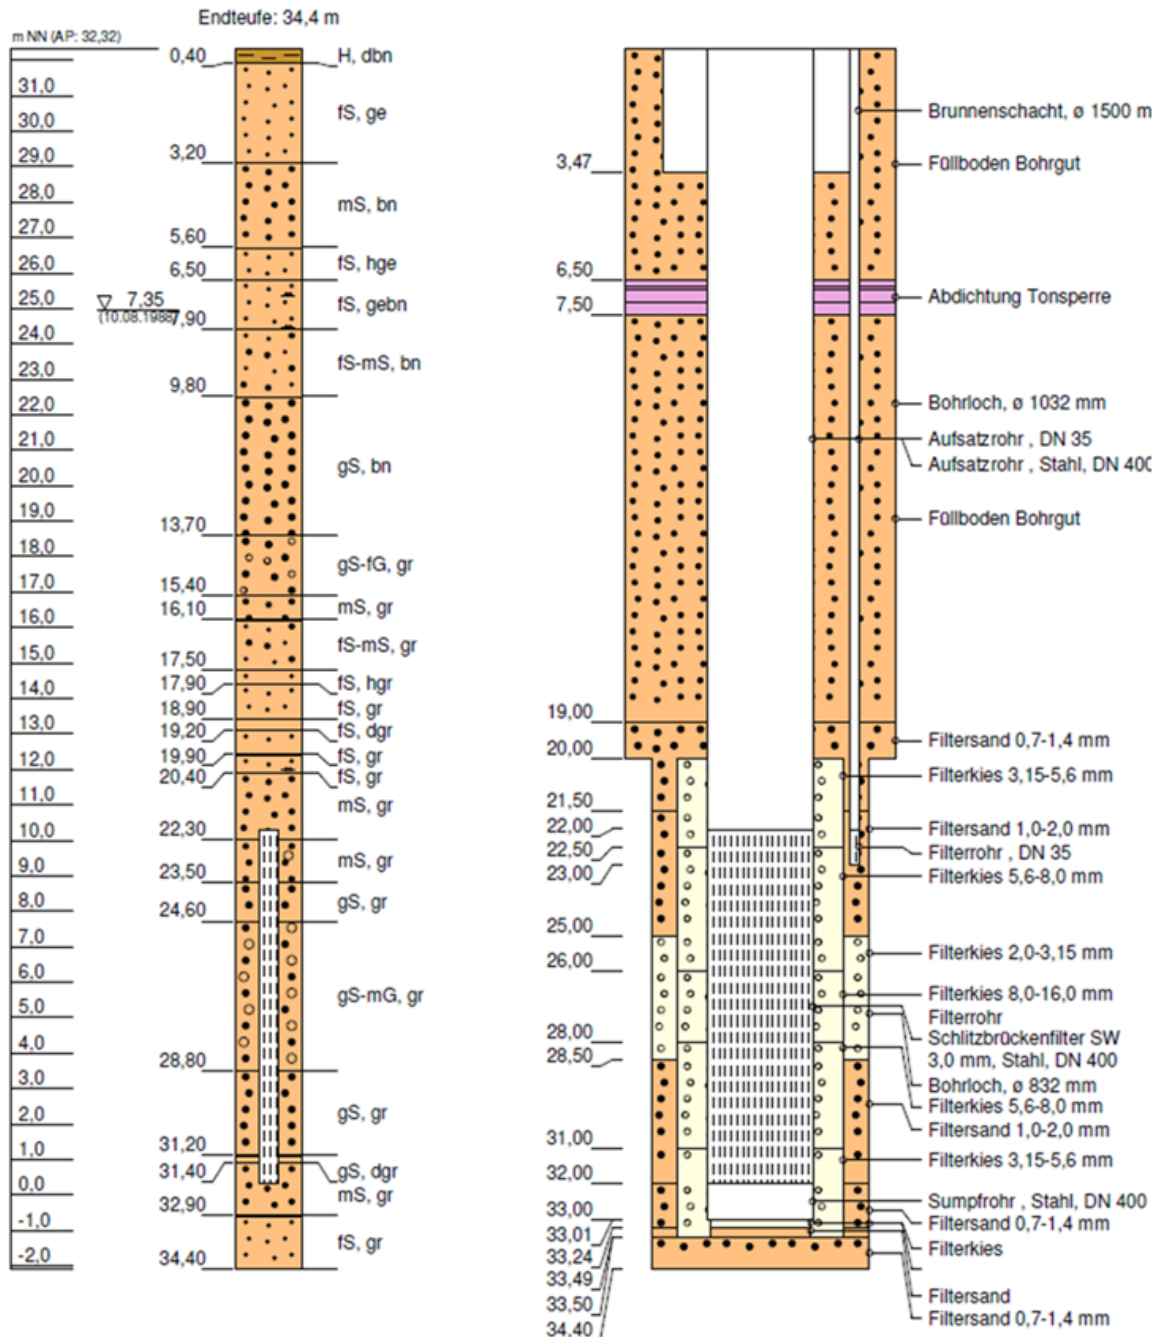 Endteufe: 34,4 m
m NN (AP: 32,32)
31,0
30,0
29,0
28,0
27,0
26,0
25,0
24,0
23,0
22,0
21,0
20,0
19,0
18,0
17,0
16,0
15,0
14,0
13,0
12,0
11,0
10,0
9,0
8,0
7,0
6,0
5,0
4,0
3,0
2,0
1,0
0,0
-1,0
-2,0
7,35
(10.08.1988)
0,40
3,20
5,60
6,50
7,90
9,80
13,70
15,40
16,10
17,50
17,90
18,90
19,20
19,90
20,40
22,30
23,50
24,60
28,80
31,20
31,40
32,90
34,40
H, dbn
fS, ge
mS, bn
fS, hge
fS, gebn
fS-mS, bn
gS, bn
gS-fG, gr
mS, gr
fS-mS, gr
fS, hgr
fS, gr
fS, dgr
fS, gr
fS, gr
mS, gr
mS, gr
gS, gr
gS-mG, gr
gS, gr
gS, dgr
mS, gr
fS, gr
3,47
6,50
7,50
19,00
20,00
21,50
22,00
22,50
23,00
25,00
26,00
28,00
28,50
31,00
32,00
33,00
33,01
33,24
33,49
33,50
34,40
Brunnenschacht, ø 1500 m
Füllboden Bohrgut
Abdichtung Tonsperre
Bohrloch, ø 1032 mm
Aufsatzrohr , DN 35
Aufsatzrohr , Stahl, DN 400
Füllboden Bohrgut
Filtersand 0,7-1,4 mm
Filterkies 3,15-5,6 mm
Filtersand 1,0-2,0 mm
Filterrohr , DN 35
Filterkies 5,6-8,0 mm
Filterkies 2,0-3,15 mm
Filterkies 8,0-16,0 mm
Filterrohr
Schlitzbrückenfilter SW
3,0 mm, Stahl, DN 400
Bohrloch, ø 832 mm
Filterkies 5,6-8,0 mm
Filtersand 1,0-2,0 mm
Filterkies 3,15-5,6 mm
Sumpfrohr , Stahl, DN 400
Filtersand 0,7-1,4 mm
Filterkies
Filtersand
Filtersand 0,7-1,4 mm